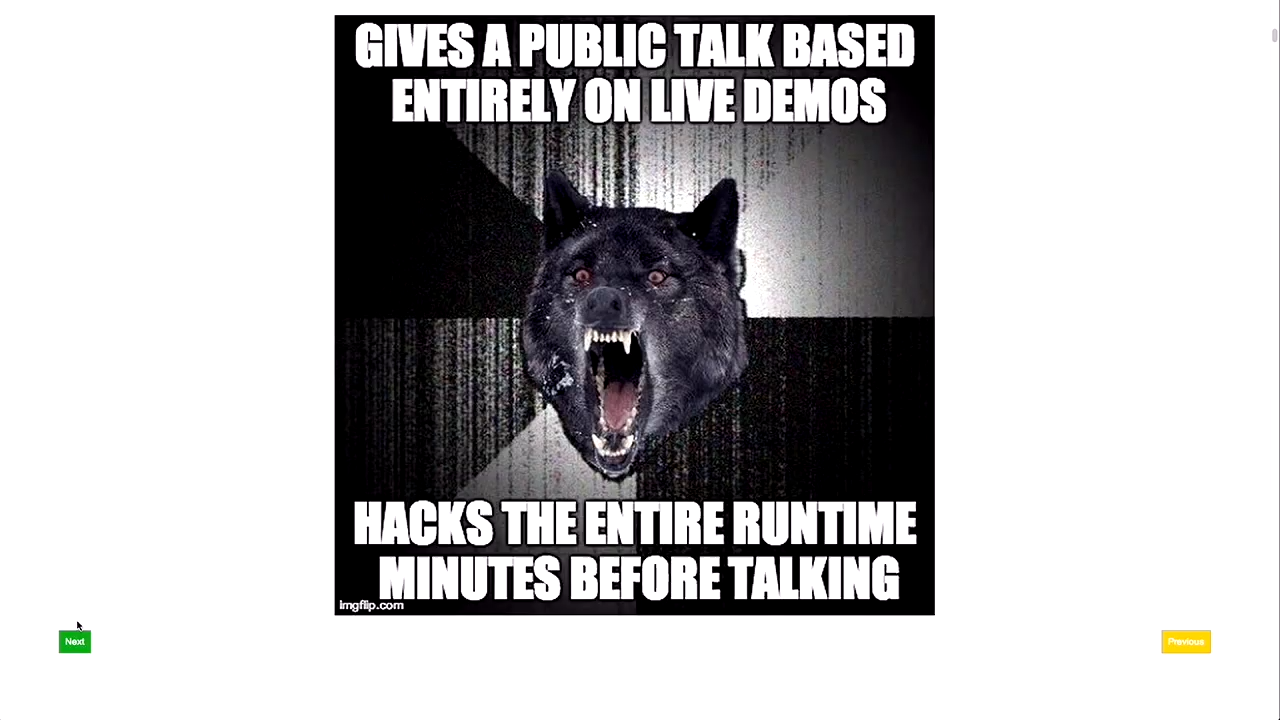 GIVES A PUBLIC TALK BASED
ENTIRELY ON LIVE DEMOS
HACKS THE ENTIRE RUNTIME
MINUTES BEFORE TALKING
imgflip.com
Next
Previous